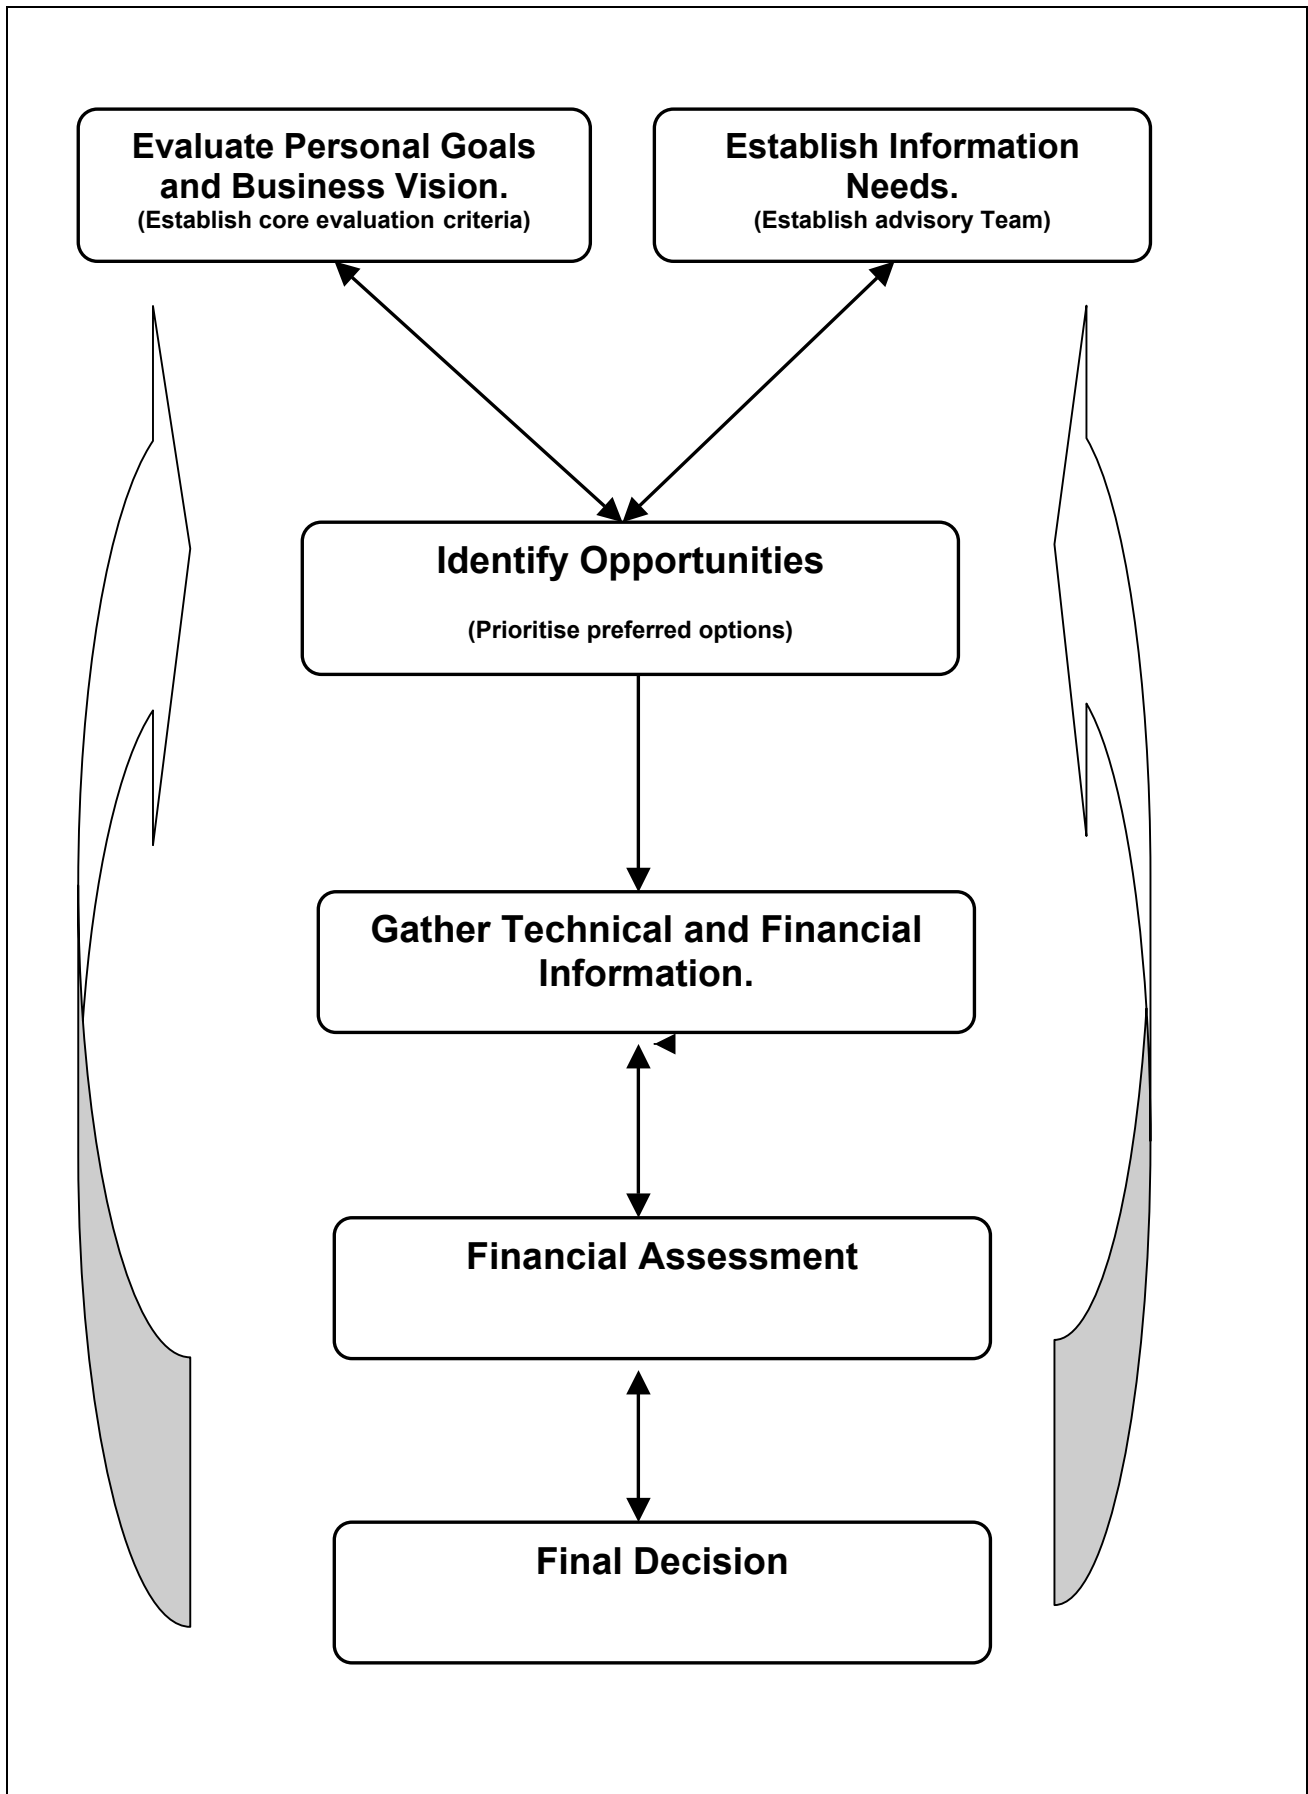 Evaluate Personal Goals
and Business Vision.
(Establish core evaluation criteria)
Establish Information
Needs.
(Establish advisory Team)
Identify Opportunities
(Prioritise preferred options)
Gather Technical and Financial
Information.
Financial Assessment
Final Decision